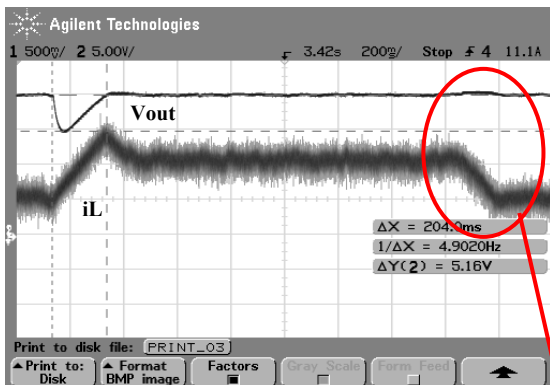 Agilent Technologies
1 500⅏/ 2 5.00V/ 3.42s 200⅏/ Stop 4 11.1A
Vout
iL
ΔX = 204.0ms
1/ΔX = 4.9020Hz
ΔY(2) = 5.16V
Print to disk file: PRINT_03
Print to: Disk
Format BMP image
Factors
Gray Scale
Form Feed